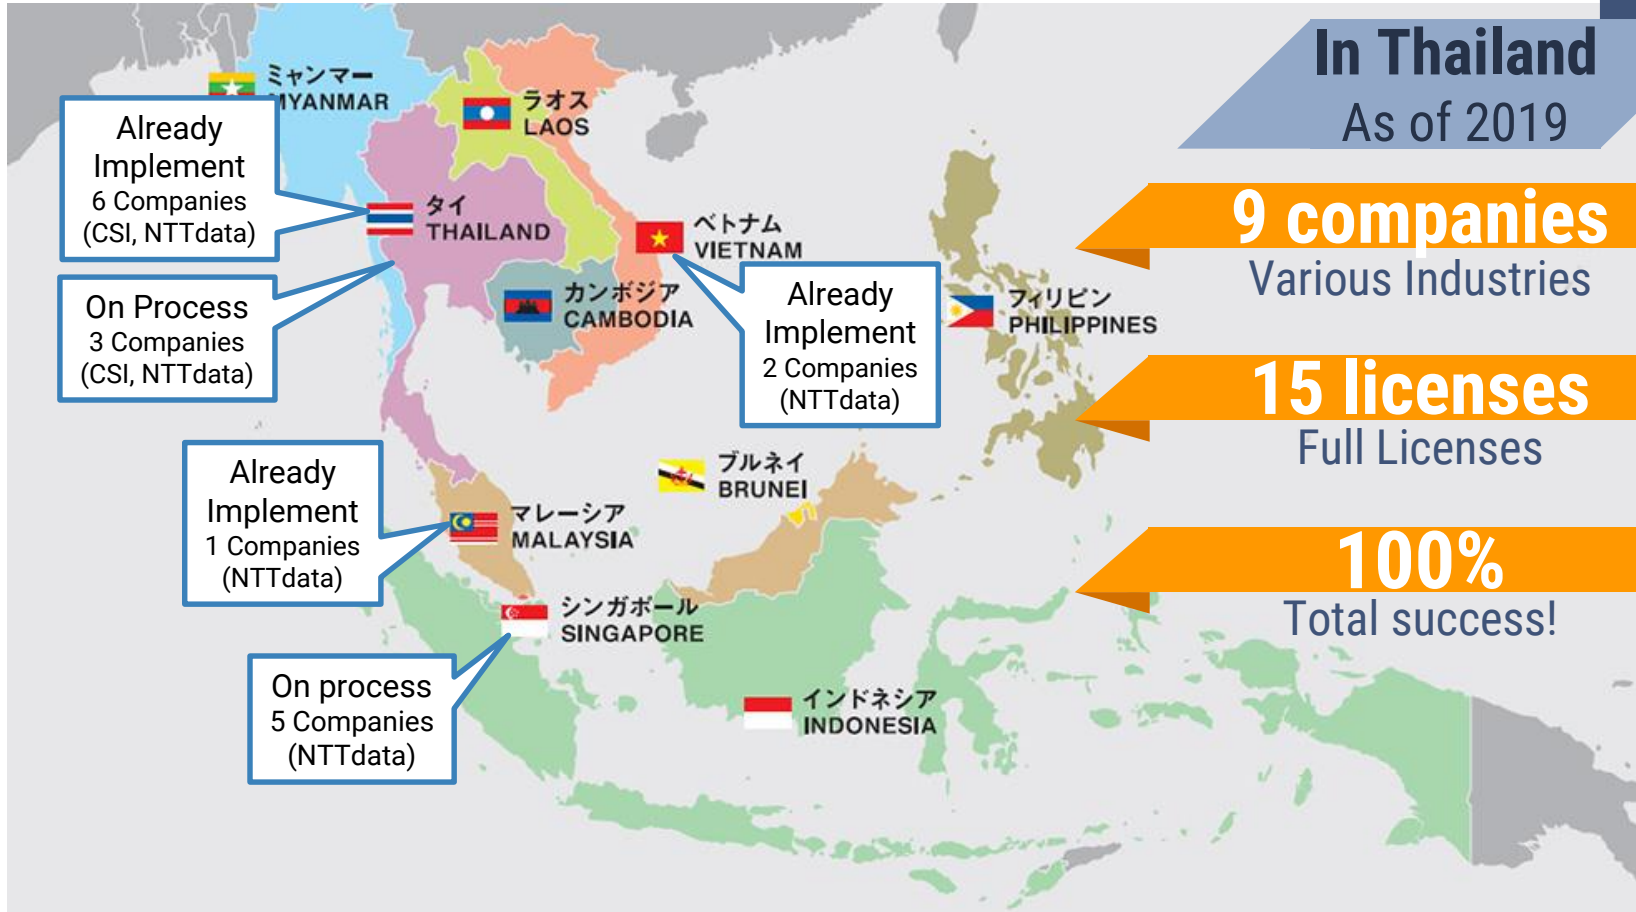 In Thailand
As of 2019
9 companies
Various Industries
15 licenses
Full Licenses
100%
Total success!
ミャンマー
MYANMAR
Already
Implement
6 Companies
(CSI, NTTdata)
On Process
3 Companies
(CSI, NTTdata)
ラオス
LAOS
タイ
THAILAND
ベトナム
VIETNAM
カンボジア
CAMBODIA
Already
Implement
2 Companies
(NTTdata)
フィリピン
PHILIPPINES
Already
Implement
1 Companies
(NTTdata)
ブルネイ
BRUNEI
マレーシア
MALAYSIA
シンガポール
SINGAPORE
On process
5 Companies
(NTTdata)
インドネシア
INDONESIA